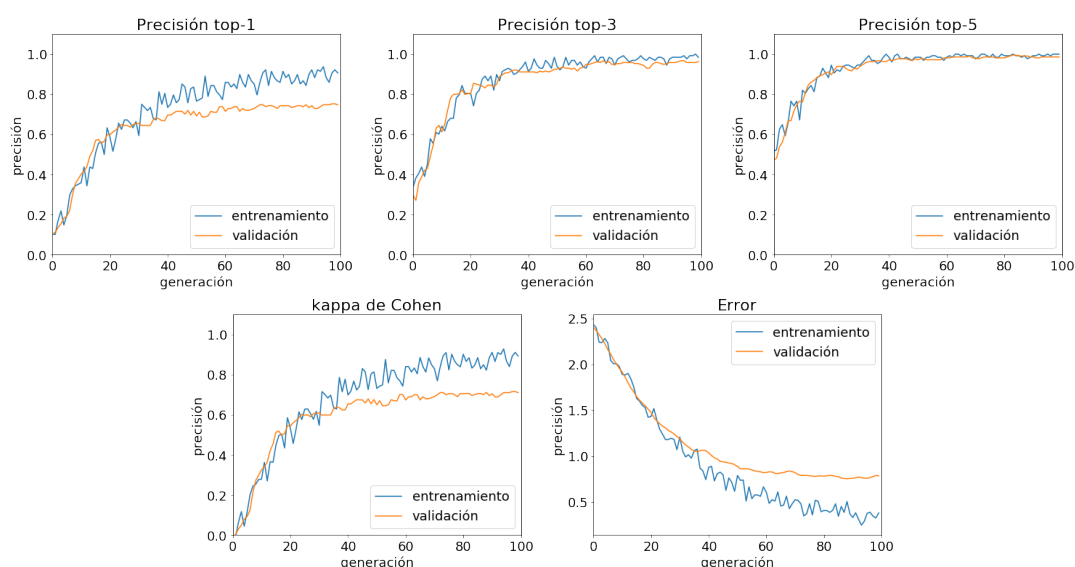 Precisión top-1
precisión
1.0
0.8
0.6
0.4
0.2
0.0
0 20 40 60 80 100
generación
entrenamiento
validación
Precisión top-3
precisión
1.0
0.8
0.6
0.4
0.2
0.0
0 20 40 60 80 100
generación
entrenamiento
validación
Precisión top-5
precisión
1.0
0.8
0.6
0.4
0.2
0.0
0 20 40 60 80 100
generación
entrenamiento
validación
kappa de Cohen
precisión
1.0
0.8
0.6
0.4
0.2
0.0
0 20 40 60 80 100
generación
entrenamiento
validación
Error
precisión
2.5
2.0
1.5
1.0
0.5
0 20 40 60 80 100
generación
entrenamiento
validación